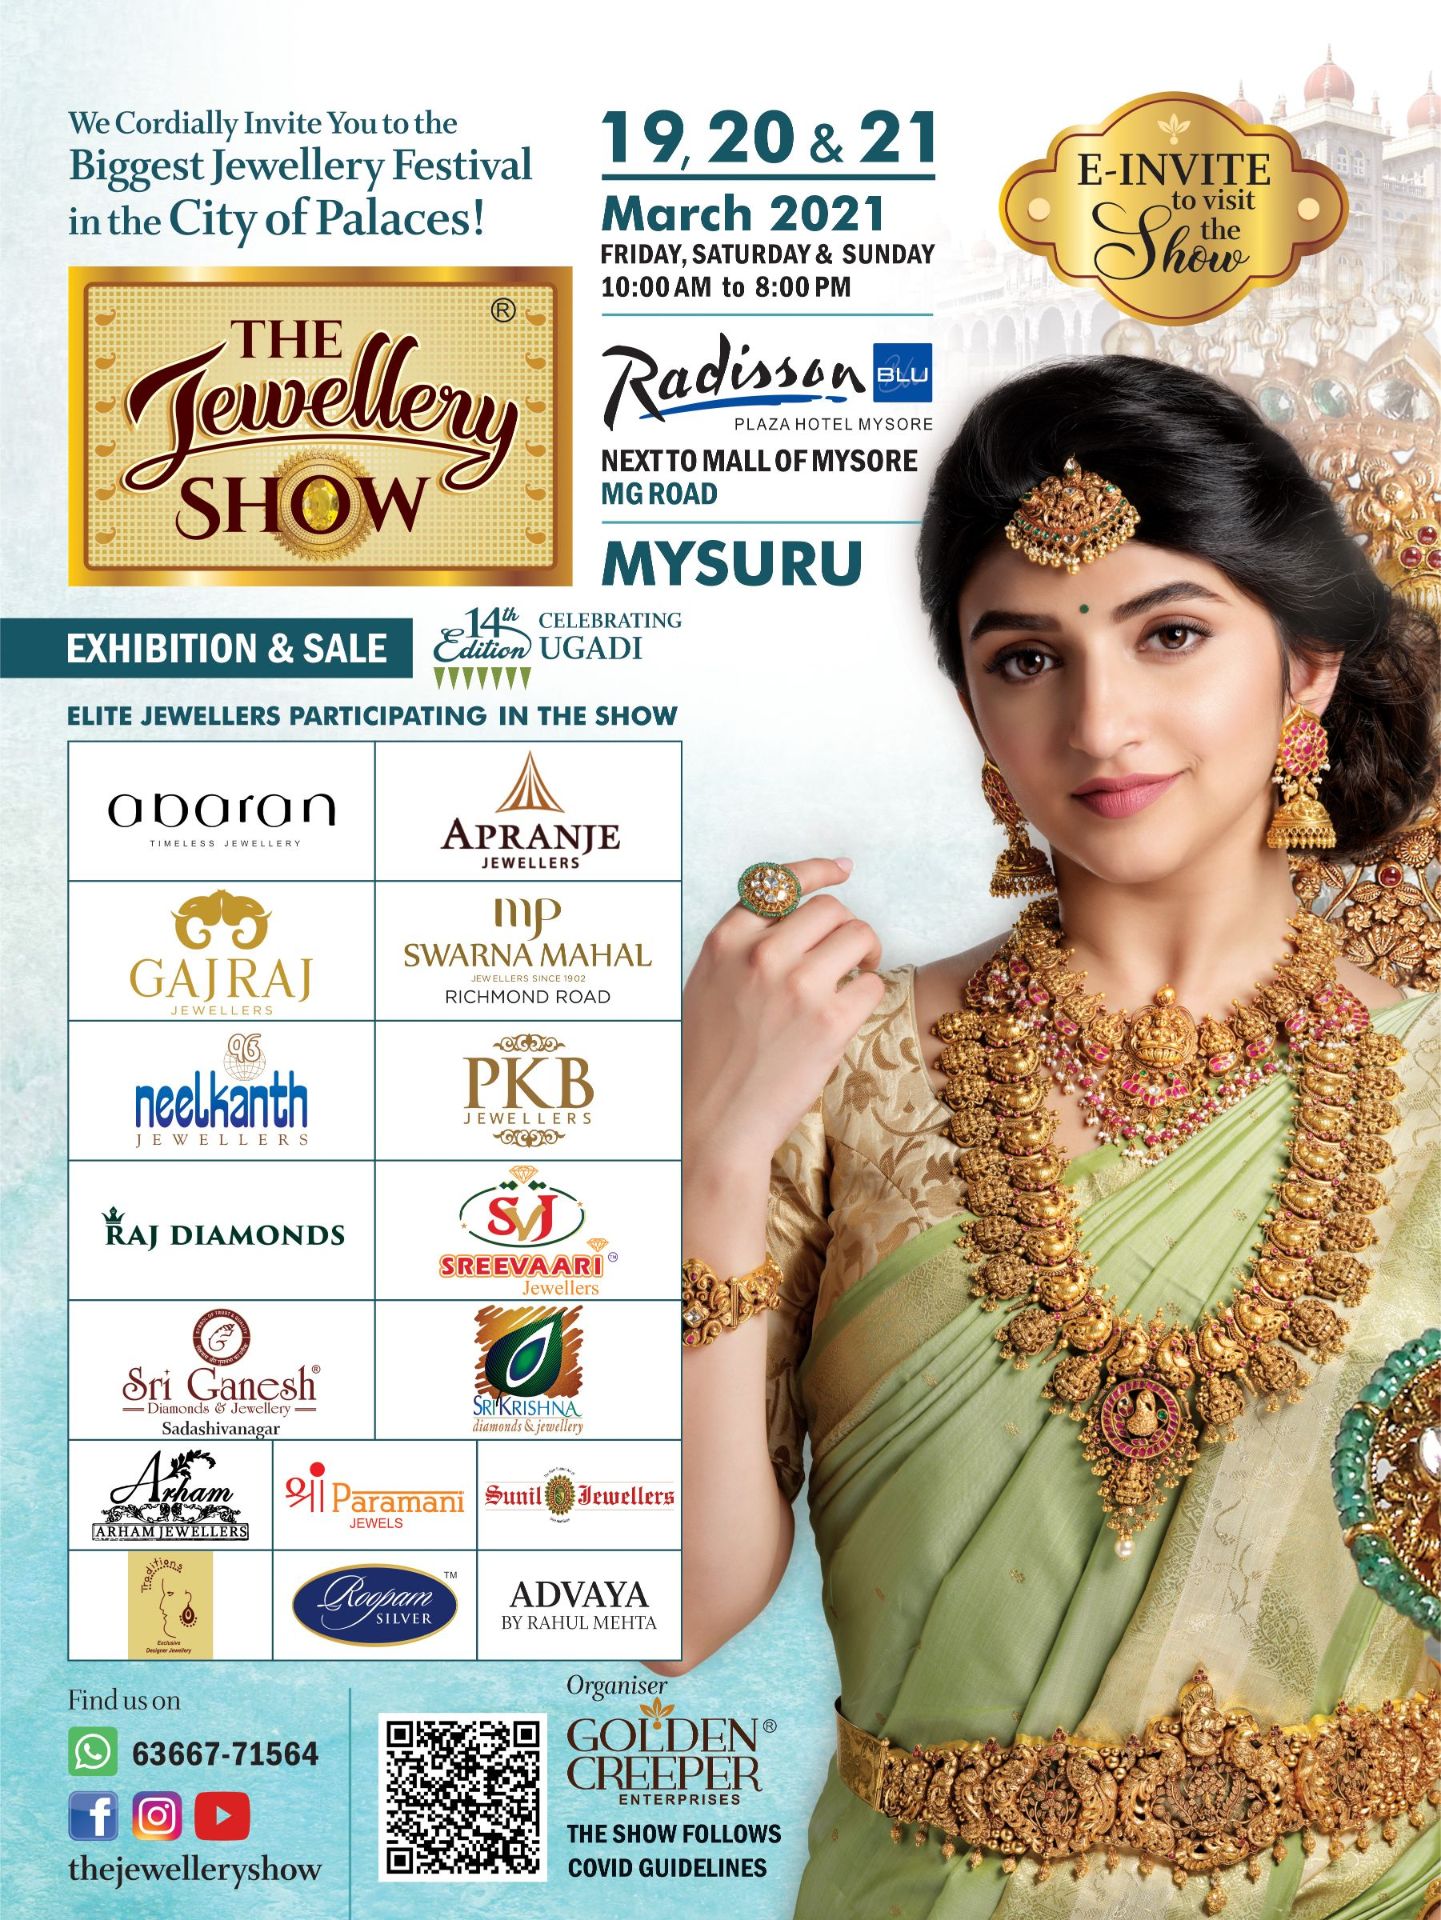 We Cordially Invite You to the
Biggest Jewellery Festival
in the City of Palaces!
THE
Jewellery
SHOW
®
19, 20 & 21
March 2021
FRIDAY, SATURDAY & SUNDAY
10:00 AM to 8:00 PM
Radisson BLU
PLAZA HOTEL MYSORE
NEXT TO MALL OF MYSORE
MG ROAD
MYSURU
E-INVITE
to visit
the
Show
EXHIBITION & SALE
14th
Edition
CELEBRATING
UGADI
ELITE JEWELLERS PARTICIPATING IN THE SHOW
abaran
TIMELESS JEWELLERY
APRANJE
JEWELLERS
GAJRAJ
JEWELLERS
mp
SWARNA MAHAL
JEWELLERS SINCE 1902
RICHMOND ROAD
neelkanth
JEWELLERS
PKB
JEWELLERS
RAJ DIAMONDS
SVJ
SREEVAARI™
Jewellers
Sri Ganesh®
Diamonds & Jewellery
Sadashivanagar
SRI KRISHNA
diamonds & jewellery
Arham
ARHAM JEWELLERS
श्री Paramani
JEWELS
Sunil Jewellers
Traditions
Exclusive
Designer Jewellery
Roopam™
SILVER
ADVAYA
BY RAHUL MEHTA
Find us on
63667-71564
thejewelleryshow
Organiser
GOLDEN®
CREEPER
ENTERPRISES
THE SHOW FOLLOWS
COVID GUIDELINES